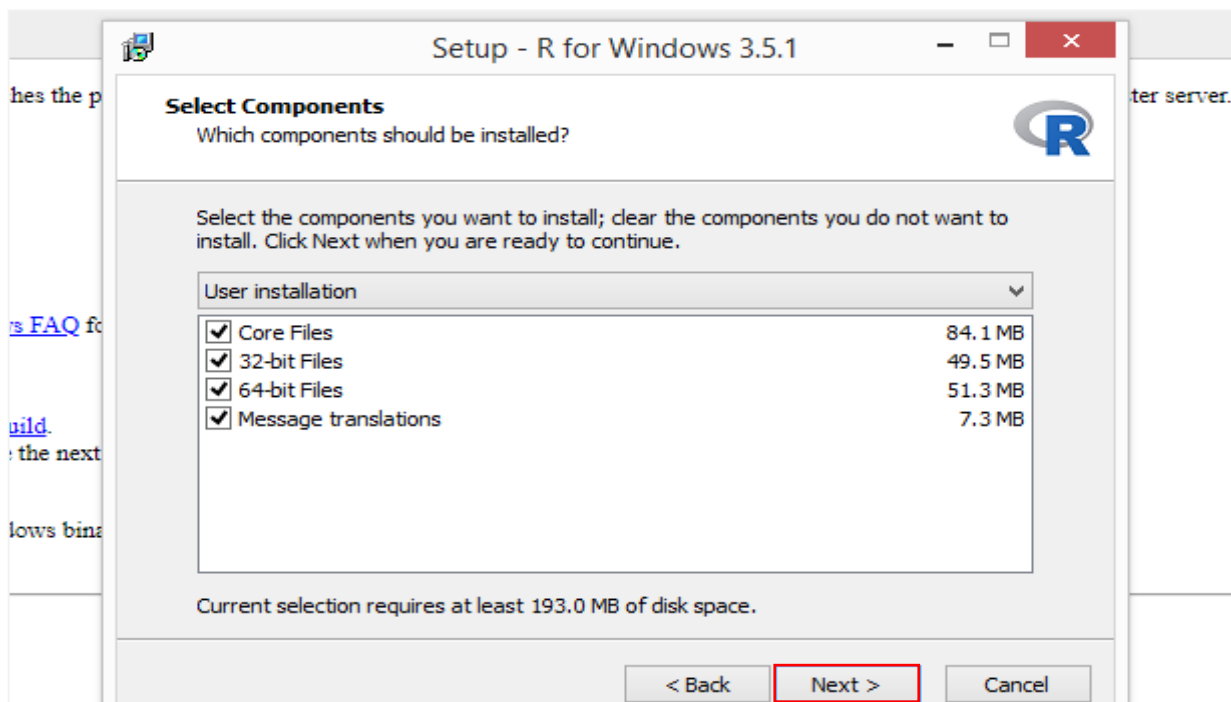 Setup - R for Windows 3.5.1
hes the p
ter server.
Select Components
Which components should be installed?
R
Select the components you want to install; clear the components you do not want to
install. Click Next when you are ready to continue.
User installation
Core Files 84.1 MB
rs FAQ fo
32-bit Files 49.5 MB
64-bit Files 51.3 MB
Message translations 7.3 MB
uild.
the next
lows bina
Current selection requires at least 193.0 MB of disk space.
< Back Next > Cancel